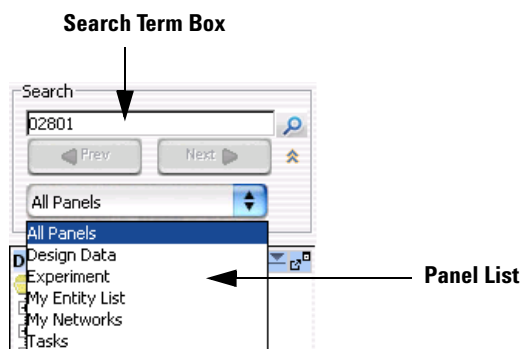 Search Term Box
Search
02801
Prev Next
All Panels
All Panels
D
Design Data
Experiment
My Entity List
My Networks
Tasks
Panel List